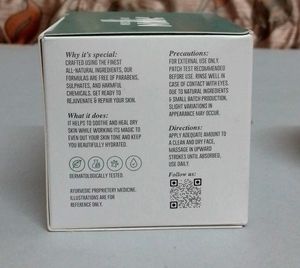 Why it's special:
CRAFTED USING THE FINEST
ALL-NATURAL INGREDIENTS, OUR
FORMULAS ARE FREE OF PARABENS,
SULPHATES, AND HARMFUL
CHEMICALS. GET READY TO
REJUVENATE & REPAIR YOUR SKIN.
What it does:
IT HELPS TO SOOTHE AND HEAL DRY
SKIN WHILE WORKING ITS MAGIC TO
EVEN OUT YOUR SKIN TONE AND KEEP
YOU BEAUTIFULLY HYDRATED.
DERMATOLOGICALLY TESTED
AYURVEDIC PROPRIETERY MEDICINE.
ILLUSTRATIONS ARE FOR
REFERENCE ONLY.
Precautions:
FOR EXTERNAL USE ONLY.
PATCH TEST RECOMMENDED
BEFORE USE. RINSE WELL IN
CASE OF CONTACT WITH EYES.
DUE TO NATURAL INGREDIENTS
& SMALL BATCH PRODUCTION,
SLIGHT VARIATIONS IN
APPEARANCE MAY OCCUR.
Directions:
APPLY ADEQUATE AMOUNT TO
A CLEAN AND DRY FACE,
MASSAGE IN UPWARD
STROKES UNTIL ABSORBED,
USE DAILY.
Follow us: